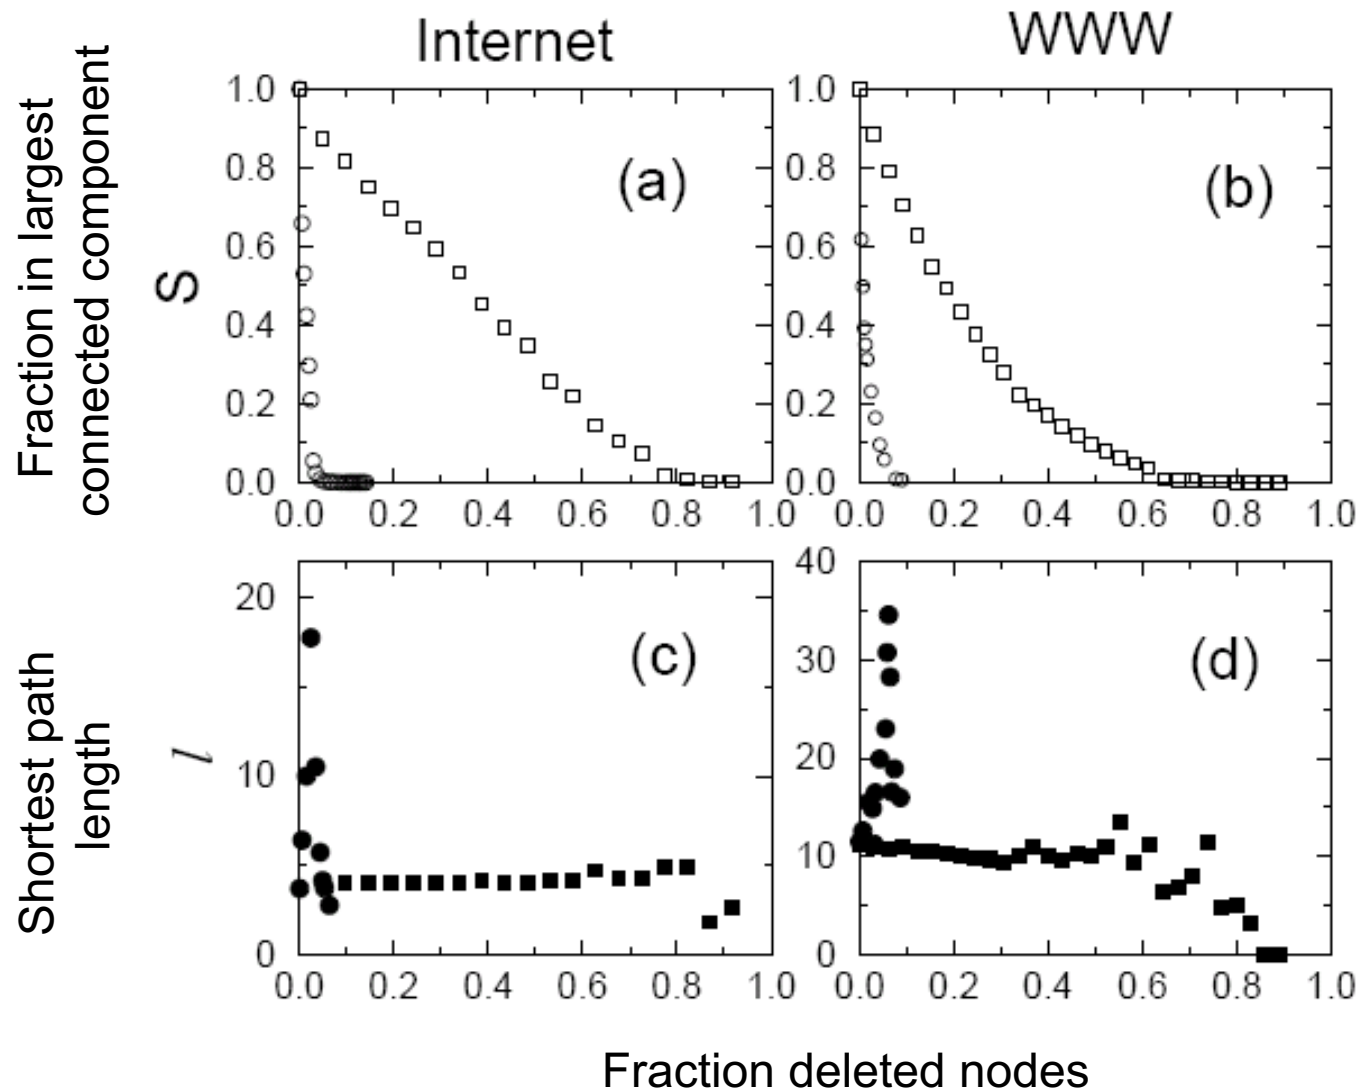 Internet
WWW
Fraction in largest
connected component
S
1.0
0.8
0.6
0.4
0.2
0.0
(a)
0.0 0.2 0.4 0.6 0.8 1.0
1.0
0.8
0.6
0.4
0.2
0.0
(b)
0.0 0.2 0.4 0.6 0.8 1.0
Shortest path
length
l
20
10
0
(c)
0.0 0.2 0.4 0.6 0.8 1.0
40
30
20
10
0
(d)
0.0 0.2 0.4 0.6 0.8 1.0
Fraction deleted nodes